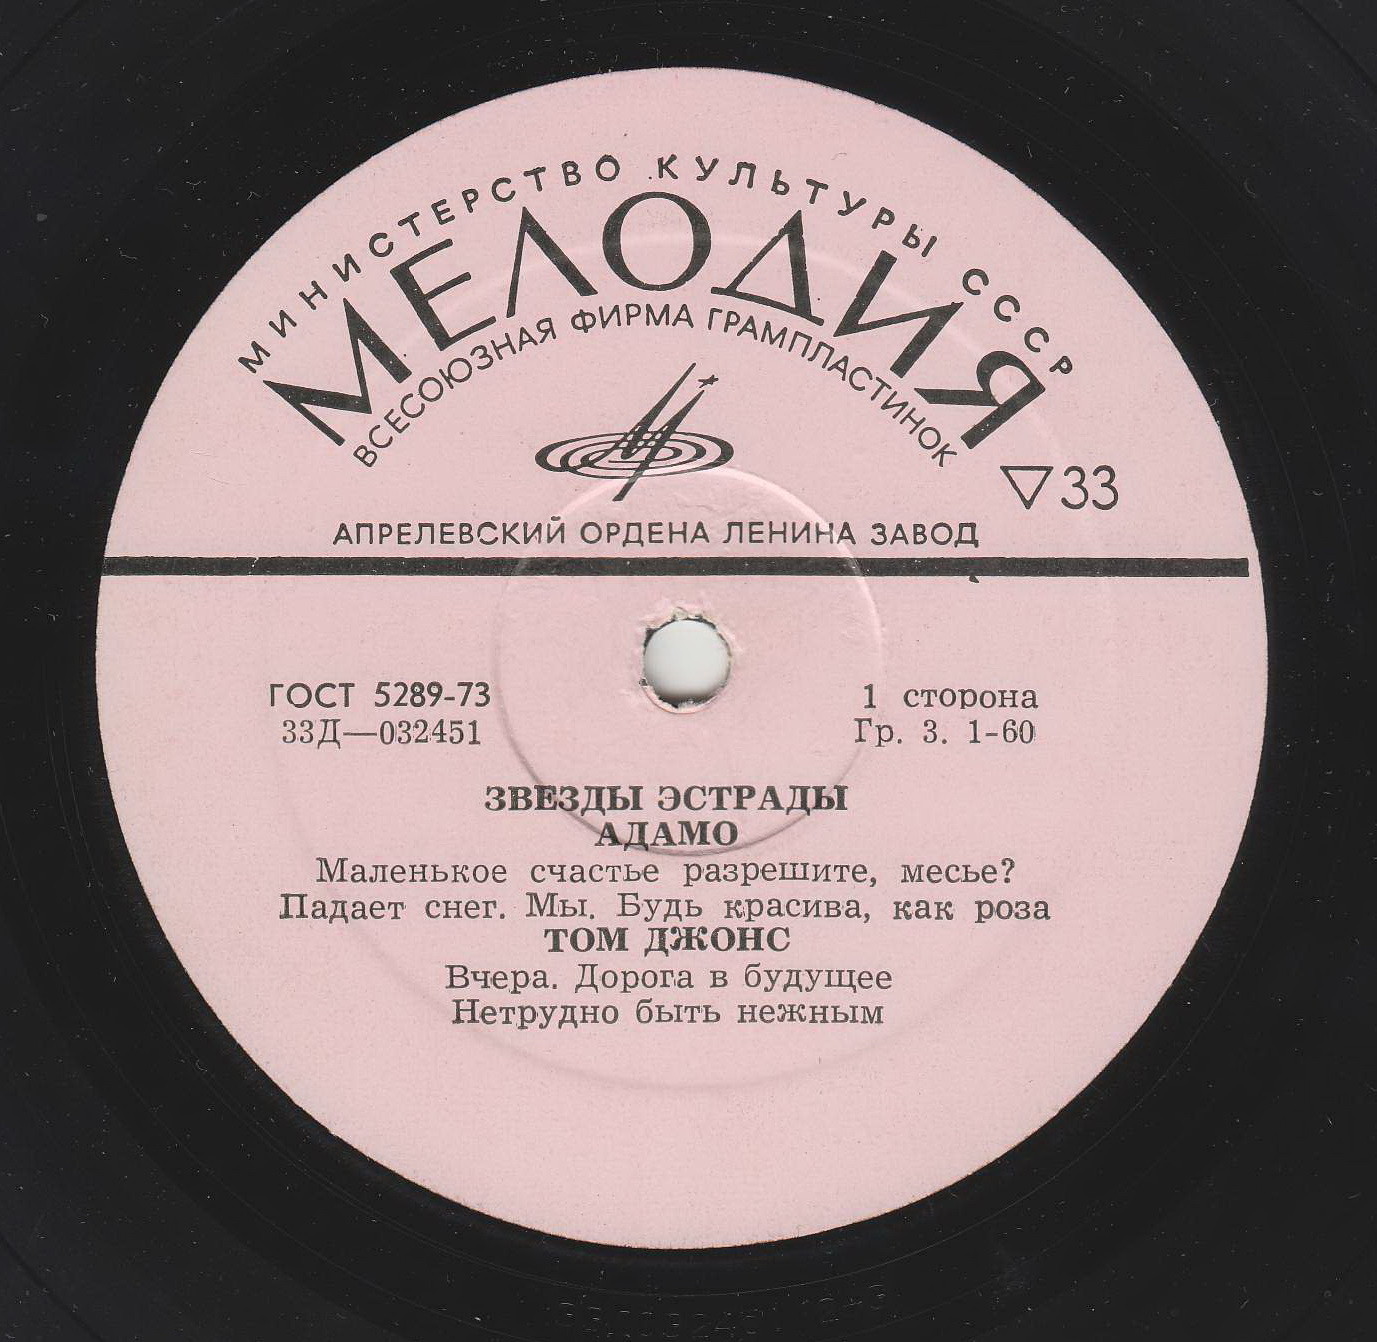 МИНИСТЕРСТВО КУЛЬТУРЫ СССР
МЕЛОДИЯ
ВСЕСОЮЗНАЯ ФИРМА ГРАМПЛАСТИНОК
33
АПРЕЛЕВСКИЙ ОРДЕНА ЛЕНИНА ЗАВОД
ГОСТ 5289-73
33Д—032451
1 сторона
Гр. 3. 1-60
ЗВЕЗДЫ ЭСТРАДЫ
АДАМО
Маленькое счастье разрешите, месье?
Падает снег. Мы. Будь красива, как роза
ТОМ ДЖОНС
Вчера. Дорога в будущее
Нетрудно быть нежным